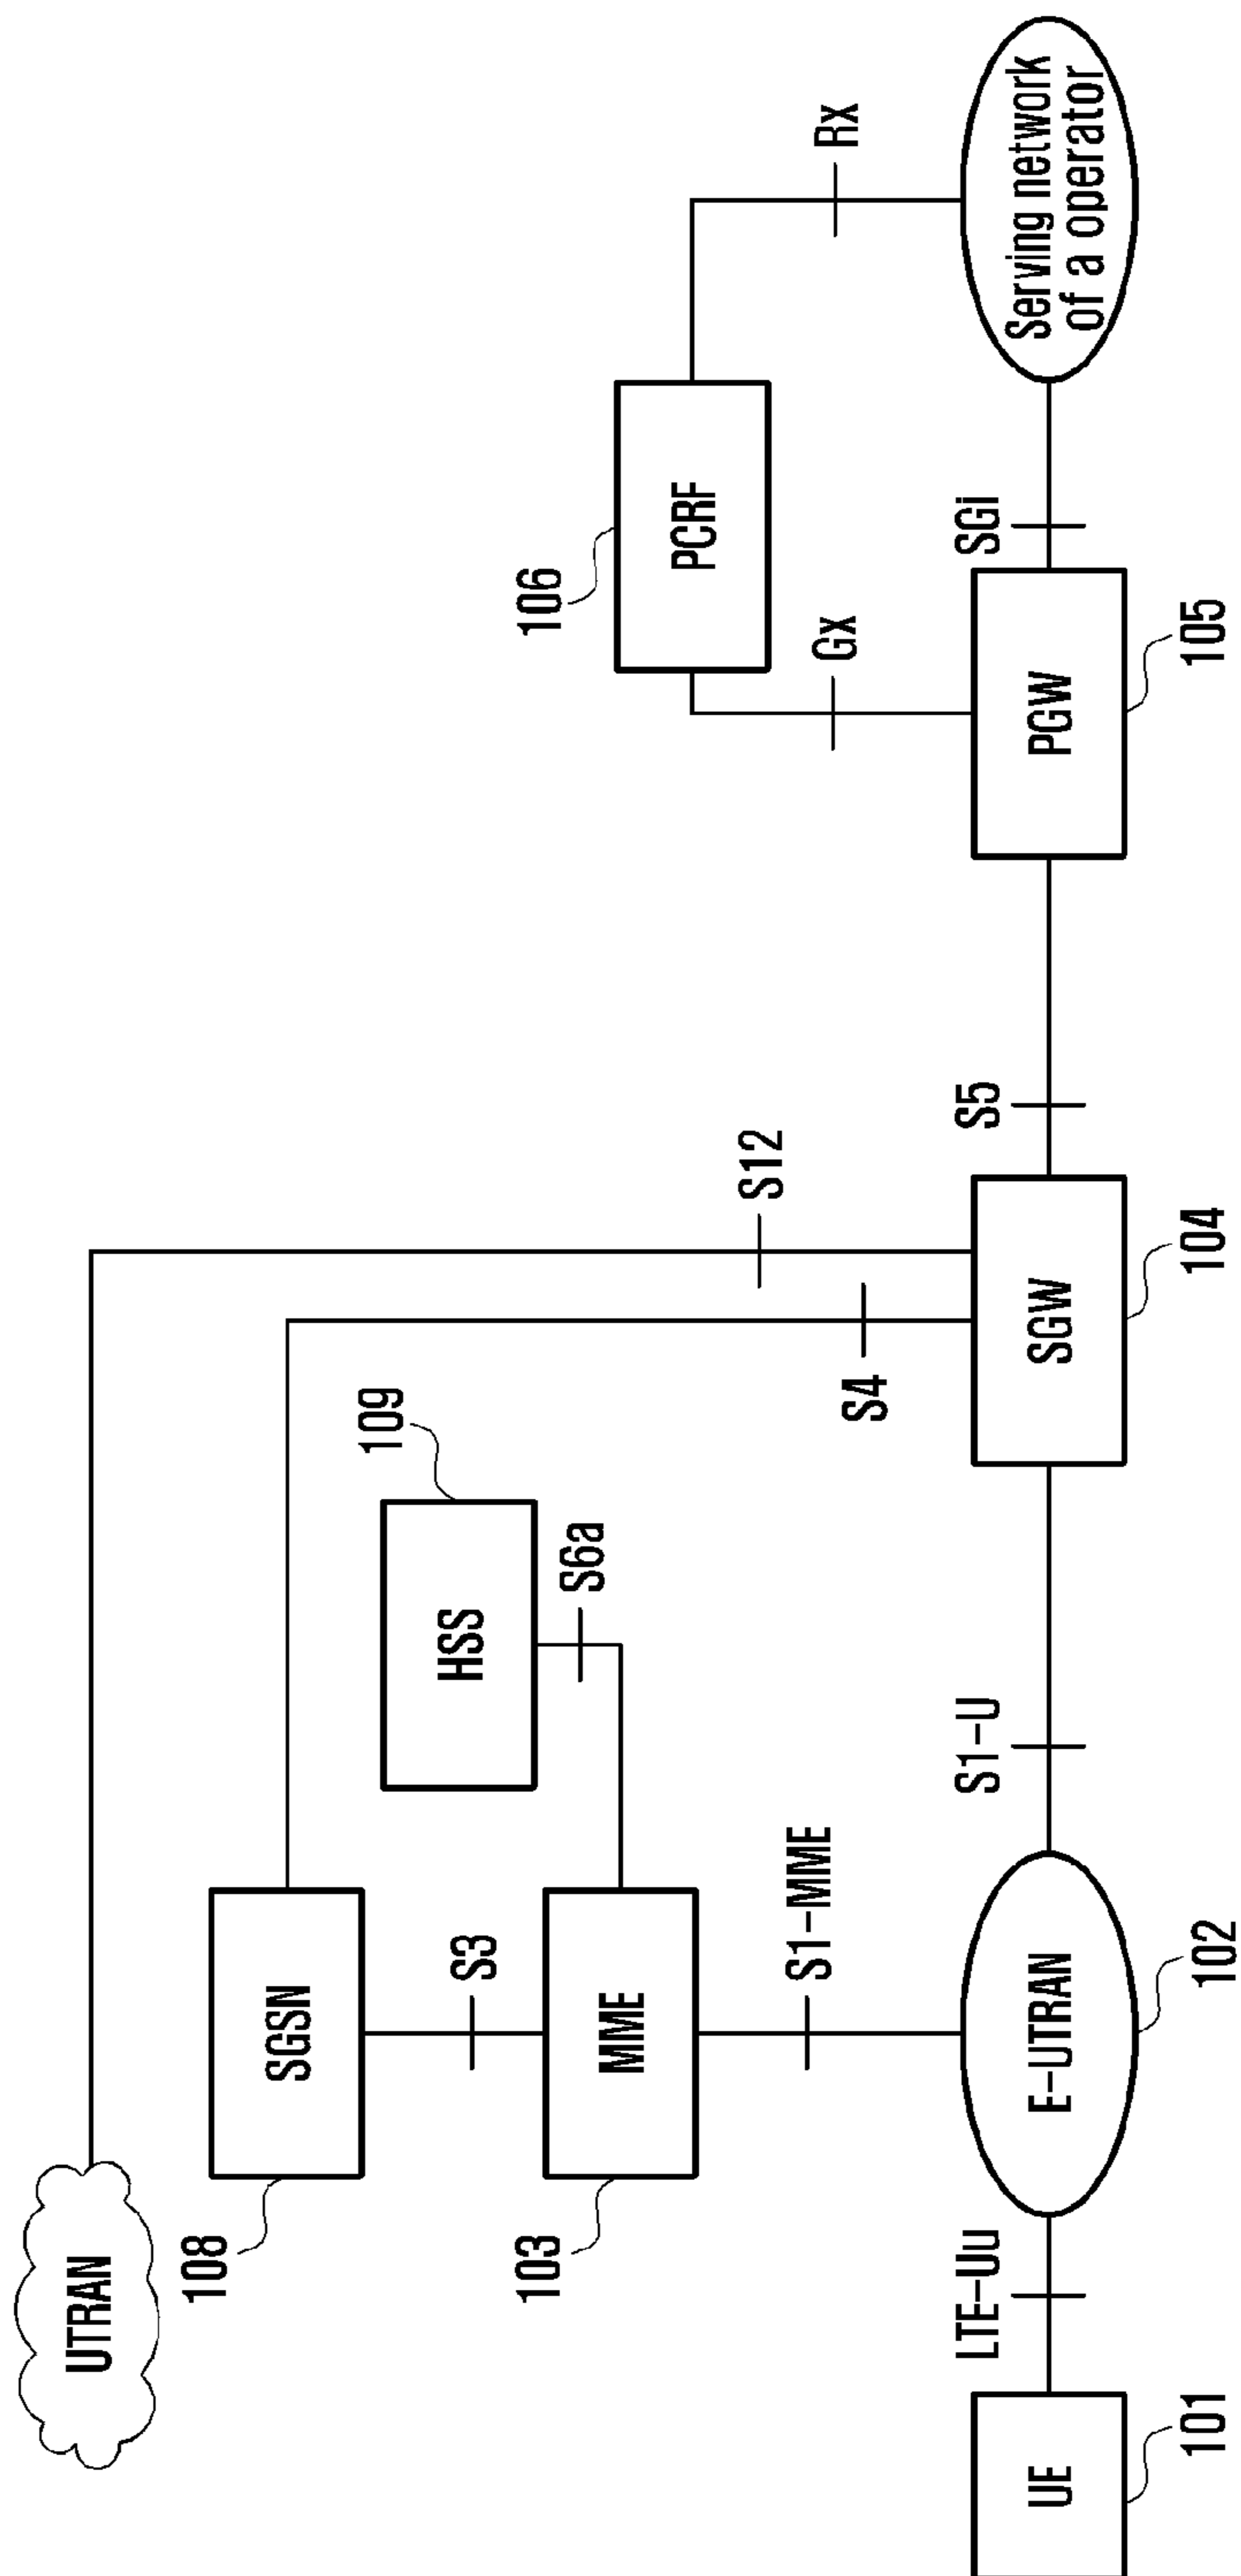 UTRAN
108
SGSN
109
HSS
S3
S6a
103
MME
S12
S4
S1-MME
106
PCRF
Gx
Rx
LTE-Uu
S1-U
S5
SGi
UE
E-UTRAN
SGW
PGW
Serving network
of a operator
101
102
104
105